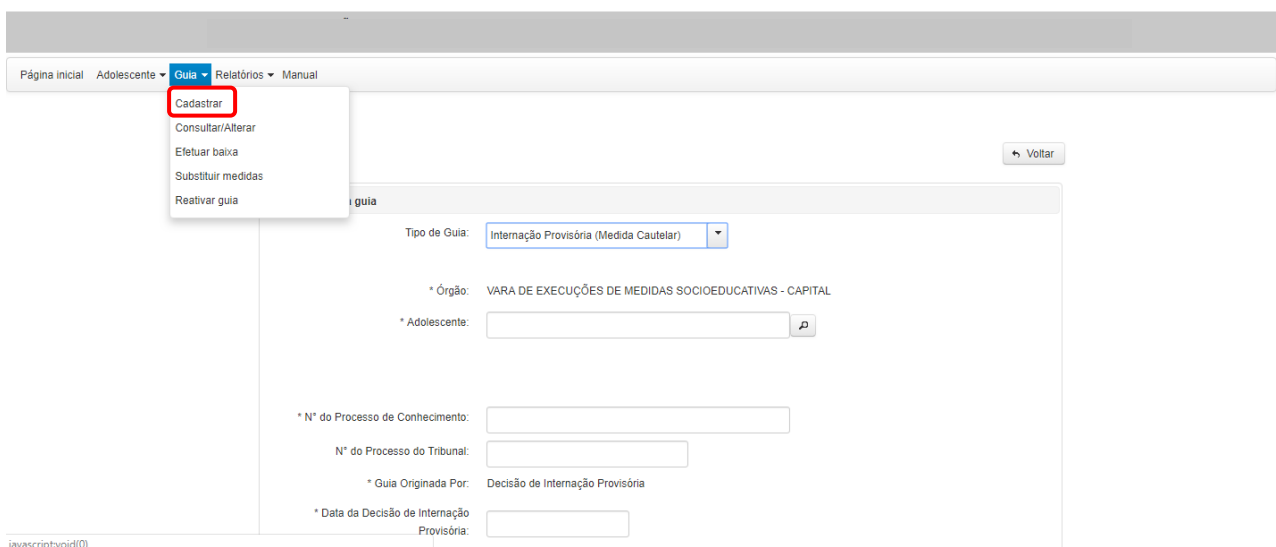 Página inicial Adolescente Guia Relatórios Manual
Cadastrar
Consultar/Alterar
Efetuar baixa
Substituir medidas
Reativar guia
Voltar
guia
Tipo de Guia: Internação Provisória (Medida Cautelar)
* Órgão: VARA DE EXECUÇÕES DE MEDIDAS SOCIOEDUCATIVAS - CAPITAL
* Adolescente:
* N° do Processo de Conhecimento:
N° do Processo do Tribunal:
* Guia Originada Por: Decisão de Internação Provisória
* Data da Decisão de Internação
Provisória:
javascript:void(0)